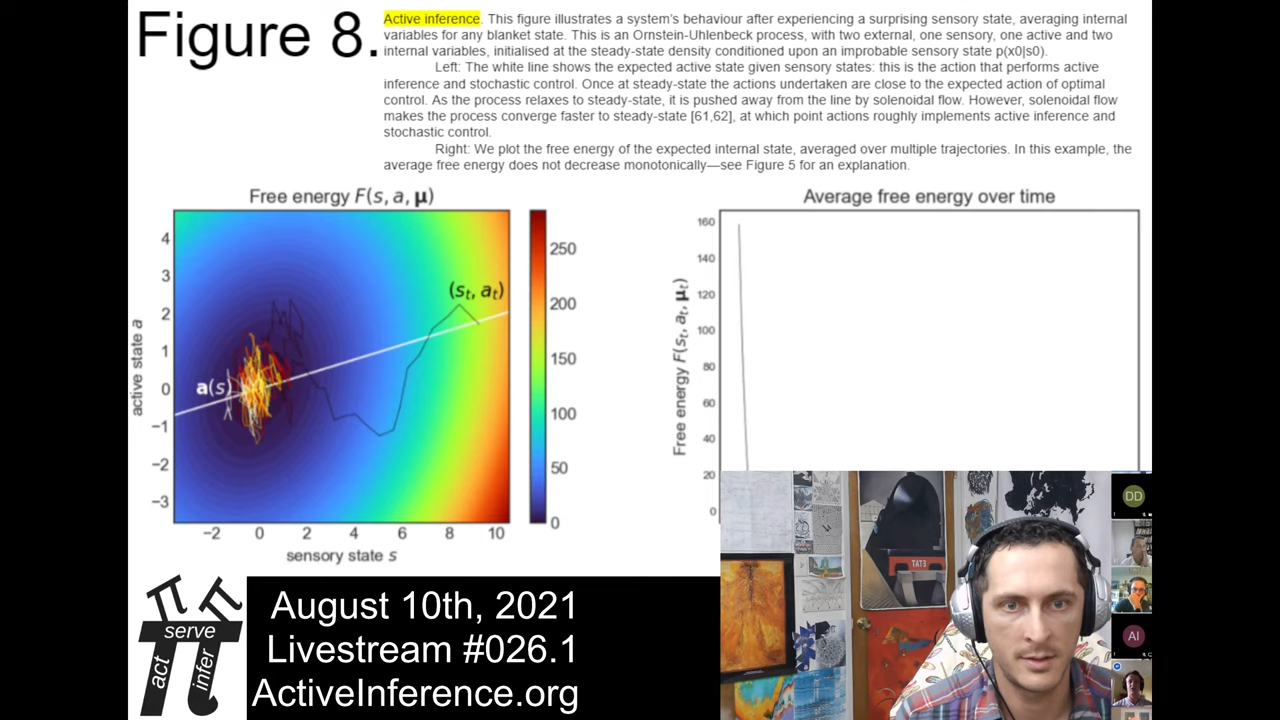 Figure 8.
Active inference. This figure illustrates a system's behaviour after experiencing a surprising sensory state, averaging internal
variables for any blanket state. This is an Ornstein-Uhlenbeck process, with two external, one sensory, one active and two
internal variables, initialised at the steady-state density conditioned upon an improbable sensory state p(x0|s0).
Left: The white line shows the expected active state given sensory states: this is the action that performs active
inference and stochastic control. Once at steady-state the actions undertaken are close to the expected action of optimal
control. As the process relaxes to steady-state, it is pushed away from the line by solenoidal flow. However, solenoidal flow
makes the process converge faster to steady-state [61,62], at which point actions roughly implements active inference and
stochastic control.
Right: We plot the free energy of the expected internal state, averaged over multiple trajectories. In this example, the
average free energy does not decrease monotonically—see Figure 5 for an explanation.
Free energy F(s, a, μ)
active state a
4
3
2
1
0
−1
−2
−3
(sₜ, aₜ)
a(s)
−2 0 2 4 6 8 10
sensory state s
250
200
150
100
50
0
Average free energy over time
Free energy F(sₜ, aₜ, μₜ)
160
140
120
100
80
60
40
20
0
DD
AI
serve
act
infer
August 10th, 2021
Livestream #026.1
ActiveInference.org